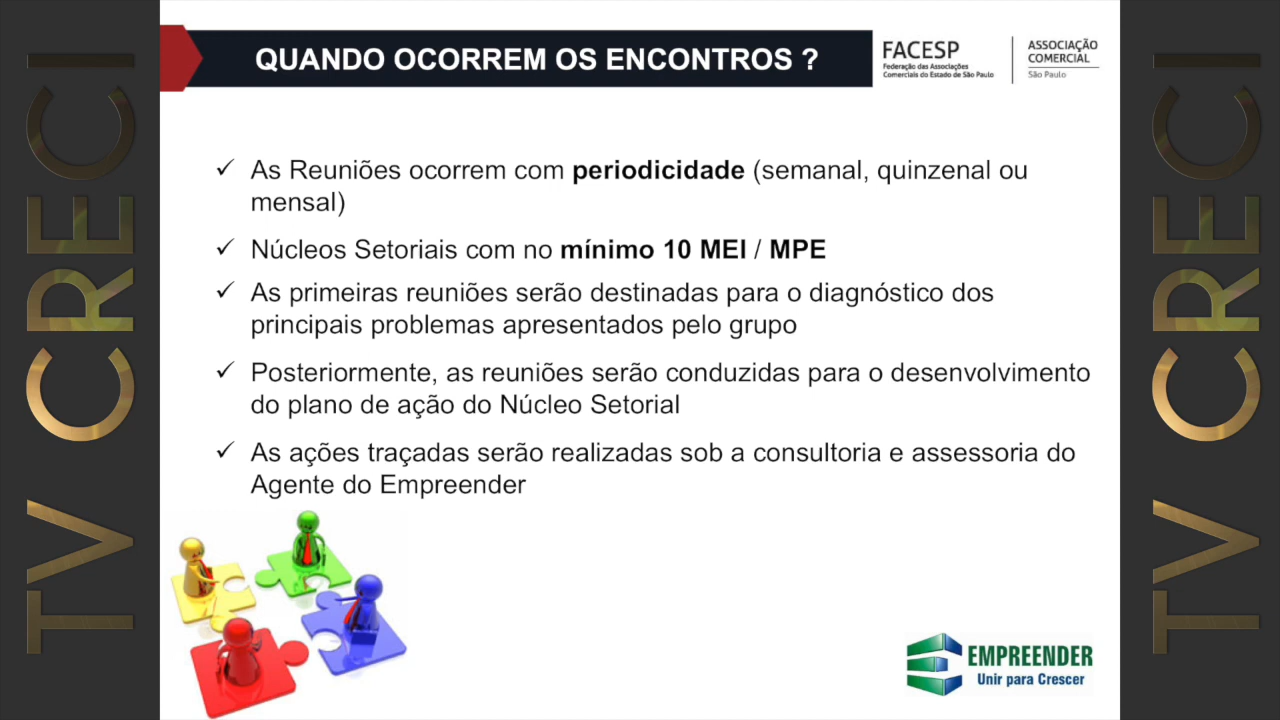 QUANDO OCORREM OS ENCONTROS ?
FACESP
Federação das Associações
Comerciais do Estado de São Paulo
ASSOCIAÇÃO
COMERCIAL
São Paulo
✓ As Reuniões ocorrem com periodicidade (semanal, quinzenal ou
mensal)
✓ Núcleos Setoriais com no mínimo 10 MEI / MPE
✓ As primeiras reuniões serão destinadas para o diagnóstico dos
principais problemas apresentados pelo grupo
✓ Posteriormente, as reuniões serão conduzidas para o desenvolvimento
do plano de ação do Núcleo Setorial
✓ As ações traçadas serão realizadas sob a consultoria e assessoria do
Agente do Empreender
EMPREENDER
Unir para Crescer
TV CRECI
TV CRECI